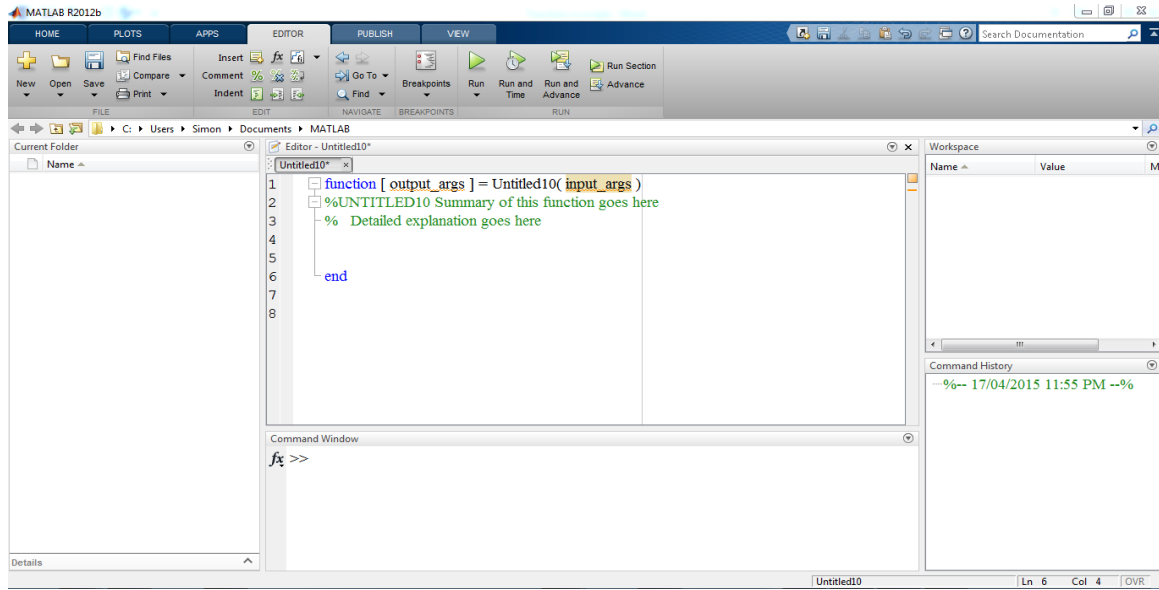 MATLAB R2012b
HOME PLOTS APPS EDITOR PUBLISH VIEW
Search Documentation
New Open Save
Find Files
Compare
Print
FILE
Insert fx
Comment %
Indent
EDIT
Go To
Find
NAVIGATE
Breakpoints
BREAKPOINTS
Run
Run and Time
Run and Advance
Run Section
Advance
RUN
C: Users Simon Documents MATLAB
Current Folder
Name
Details
Editor - Untitled10*
Untitled10* ×
1 function [ output_args ] = Untitled10( input_args )
2 %UNTITLED10 Summary of this function goes here
3 % Detailed explanation goes here
4
5
6 end
7
8
Command Window
fx >>
Workspace
Name Value M
Command History
%-- 17/04/2015 11:55 PM --%
Untitled10 Ln 6 Col 4 OVR